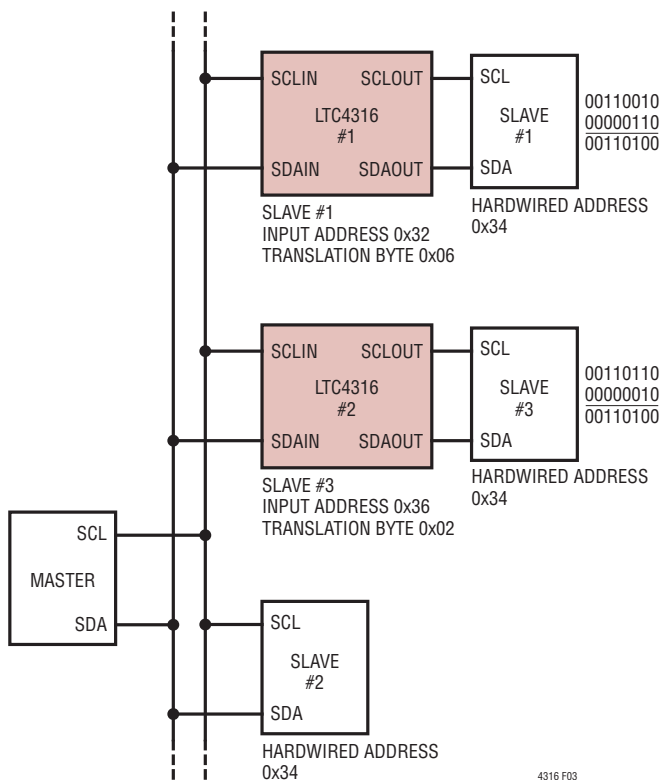 SCLIN SCLOUT
LTC4316
#1
SDAIN SDAOUT
SCL
SLAVE
#1
SDA
00110010
00000110
00110100
SLAVE #1
INPUT ADDRESS 0x32
TRANSLATION BYTE 0x06
HARDWIRED ADDRESS
0x34
SCLIN SCLOUT
LTC4316
#2
SDAIN SDAOUT
SCL
SLAVE
#3
SDA
00110110
00000010
00110100
SLAVE #3
INPUT ADDRESS 0x36
TRANSLATION BYTE 0x02
HARDWIRED ADDRESS
0x34
SCL
MASTER
SDA
SCL
SLAVE
#2
SDA
HARDWIRED ADDRESS
0x34
4316 F03